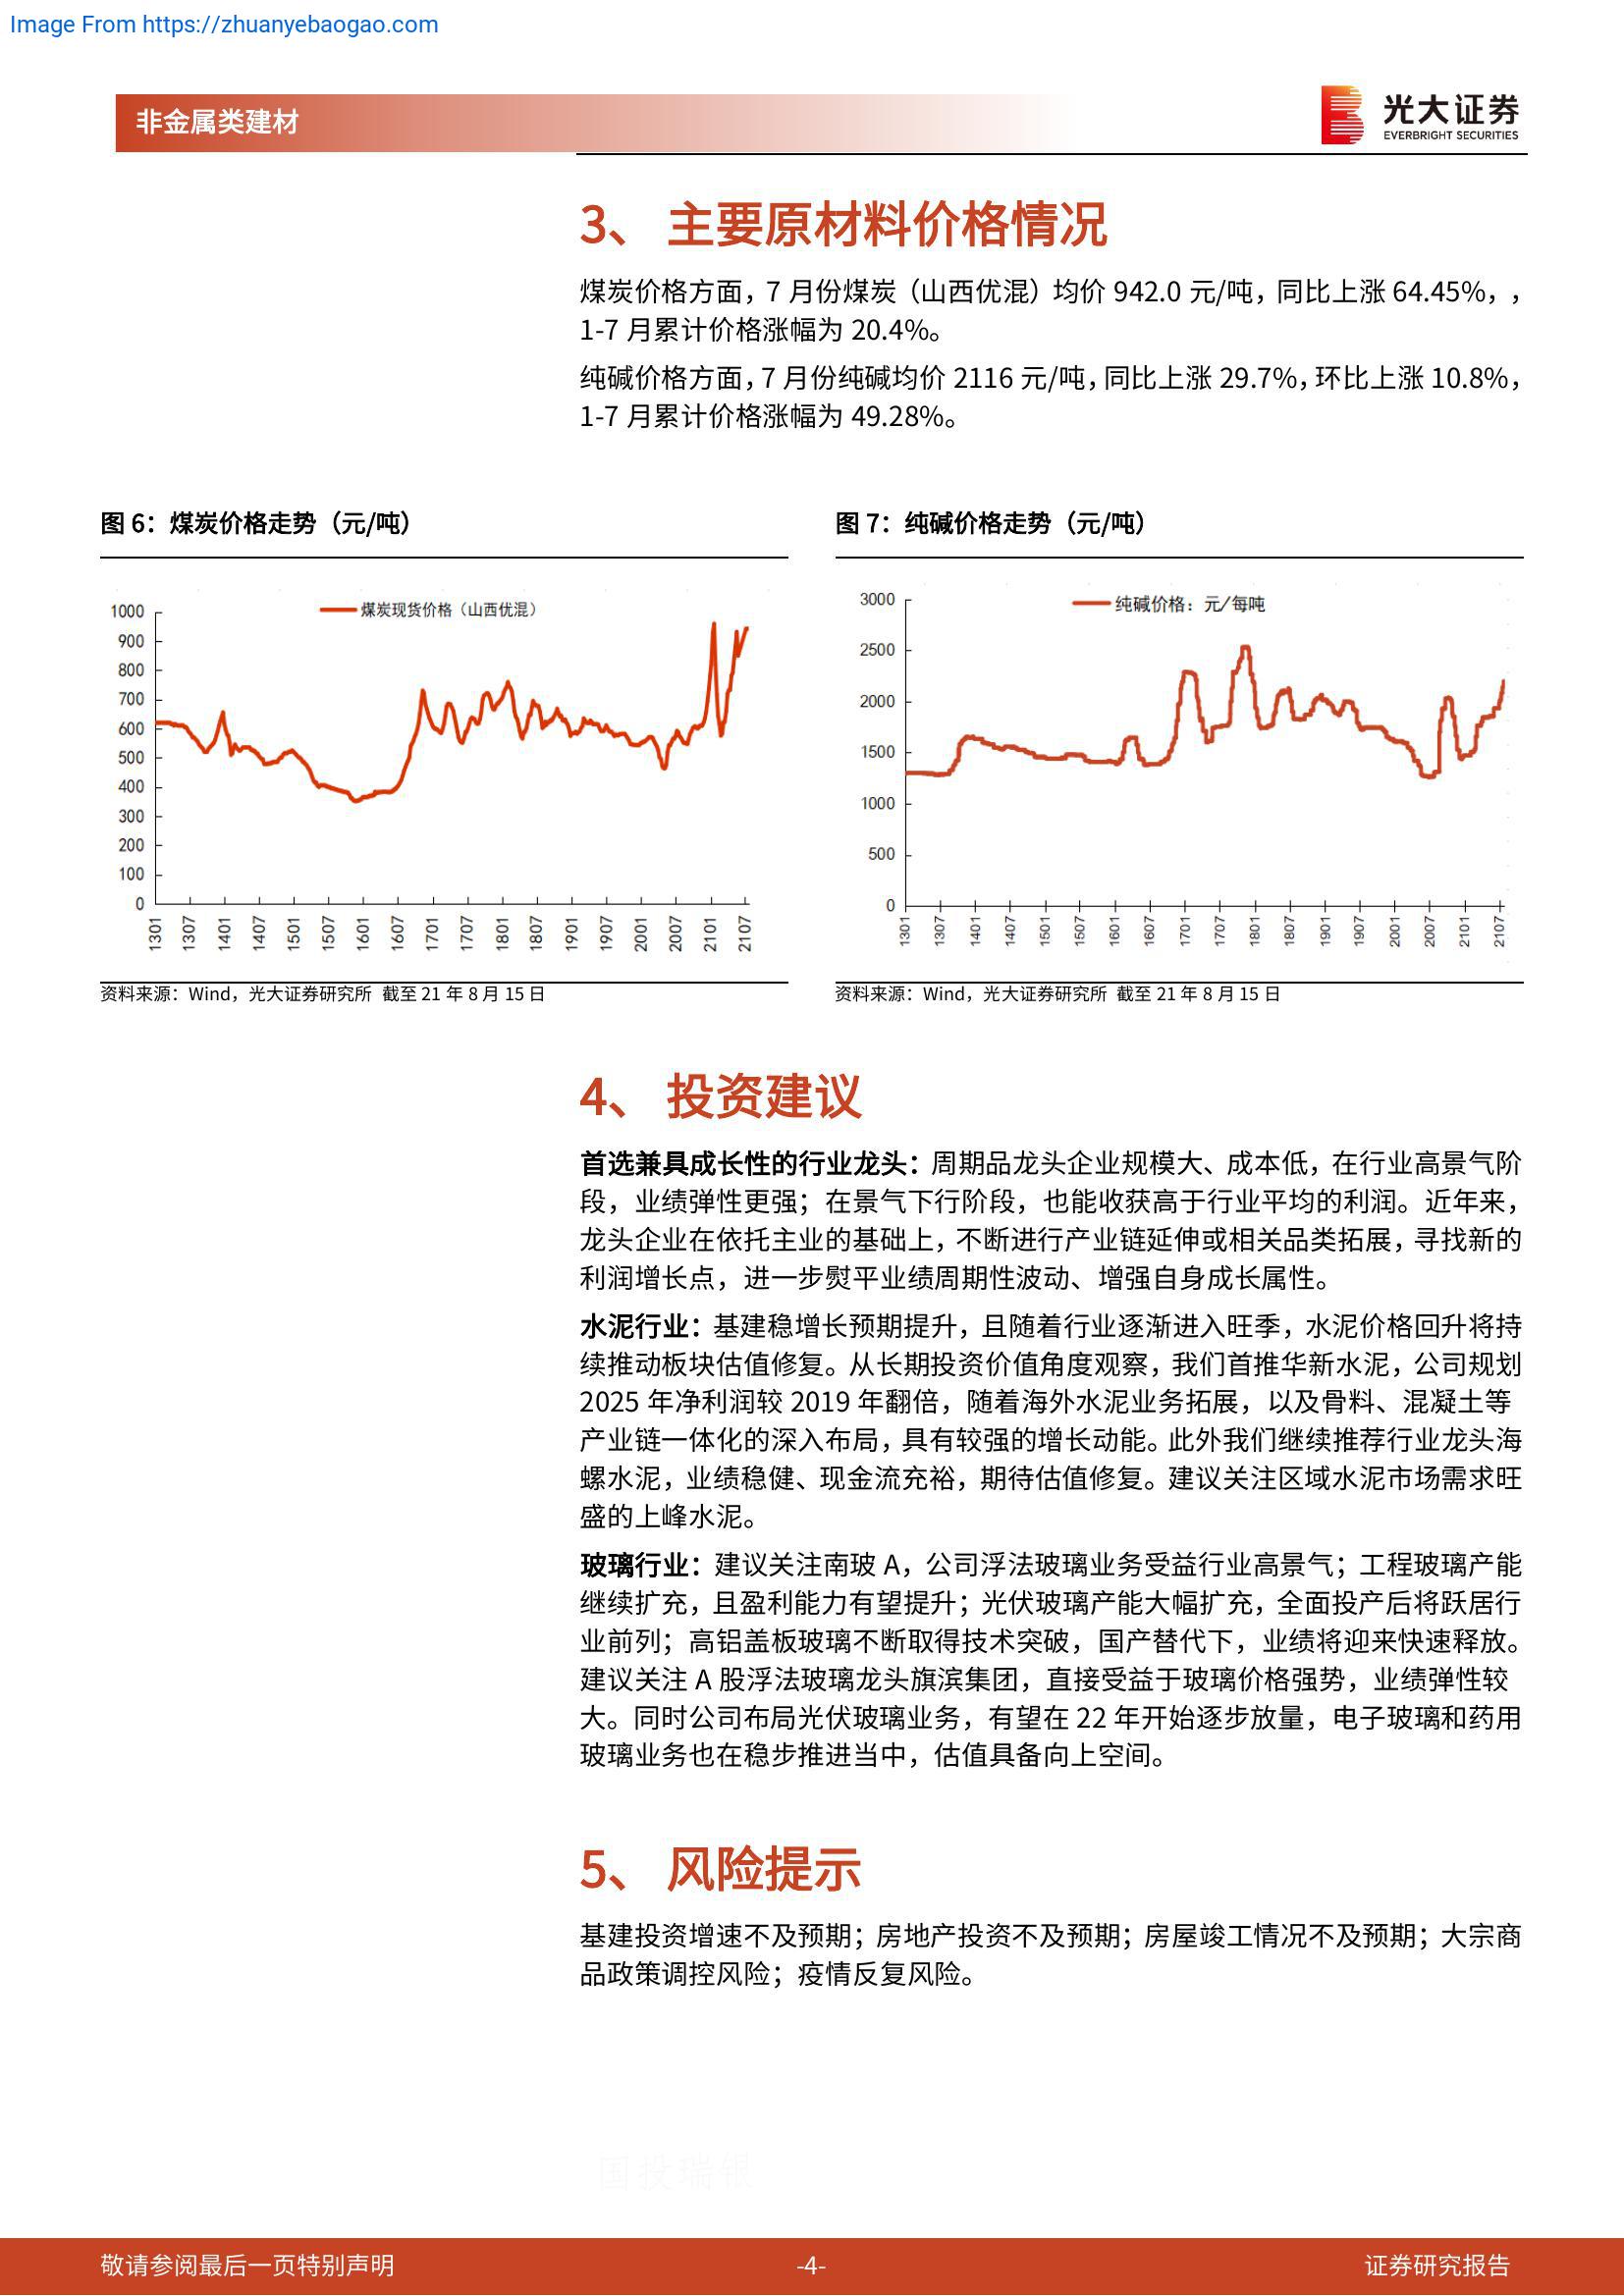 Image From https://zhuanyebaogao.com
非金属类建材
光大证券
EVERBRIGHT SECURITIES
3、 主要原材料价格情况
煤炭价格方面，7 月份煤炭（山西优混）均价 942.0 元/吨，同比上涨 64.45%，，
1-7 月累计价格涨幅为 20.4%。
纯碱价格方面，7 月份纯碱均价 2116 元/吨，同比上涨 29.7%，环比上涨 10.8%，
1-7 月累计价格涨幅为 49.28%。
图 6：煤炭价格走势（元/吨）
煤炭现货价格（山西优混）
1000
900
800
700
600
500
400
300
200
100
0
1301 1307 1401 1407 1501 1507 1601 1607 1701 1707 1801 1807 1901 1907 2001 2007 2101 2107
资料来源：Wind，光大证券研究所 截至 21 年 8 月 15 日
图 7：纯碱价格走势（元/吨）
纯碱价格：元/每吨
3000
2500
2000
1500
1000
500
0
1301 1307 1401 1407 1501 1507 1601 1607 1701 1707 1801 1807 1901 1907 2001 2007 2101 2107
资料来源：Wind，光大证券研究所 截至 21 年 8 月 15 日
4、 投资建议
首选兼具成长性的行业龙头：周期品龙头企业规模大、成本低，在行业高景气阶
段，业绩弹性更强；在景气下行阶段，也能收获高于行业平均的利润。近年来，
龙头企业在依托主业的基础上，不断进行产业链延伸或相关品类拓展，寻找新的
利润增长点，进一步熨平业绩周期性波动、增强自身成长属性。
水泥行业：基建稳增长预期提升，且随着行业逐渐进入旺季，水泥价格回升将持
续推动板块估值修复。从长期投资价值角度观察，我们首推华新水泥，公司规划
2025 年净利润较 2019 年翻倍，随着海外水泥业务拓展，以及骨料、混凝土等
产业链一体化的深入布局，具有较强的增长动能。此外我们继续推荐行业龙头海
螺水泥，业绩稳健、现金流充裕，期待估值修复。建议关注区域水泥市场需求旺
盛的上峰水泥。
玻璃行业：建议关注南玻 A，公司浮法玻璃业务受益行业高景气；工程玻璃产能
继续扩充，且盈利能力有望提升；光伏玻璃产能大幅扩充，全面投产后将跃居行
业前列；高铝盖板玻璃不断取得技术突破，国产替代下，业绩将迎来快速释放。
建议关注 A 股浮法玻璃龙头旗滨集团，直接受益于玻璃价格强势，业绩弹性较
大。同时公司布局光伏玻璃业务，有望在 22 年开始逐步放量，电子玻璃和药用
玻璃业务也在稳步推进当中，估值具备向上空间。
5、 风险提示
基建投资增速不及预期；房地产投资不及预期；房屋竣工情况不及预期；大宗商
品政策调控风险；疫情反复风险。
国投瑞银
敬请参阅最后一页特别声明
-4-
证券研究报告